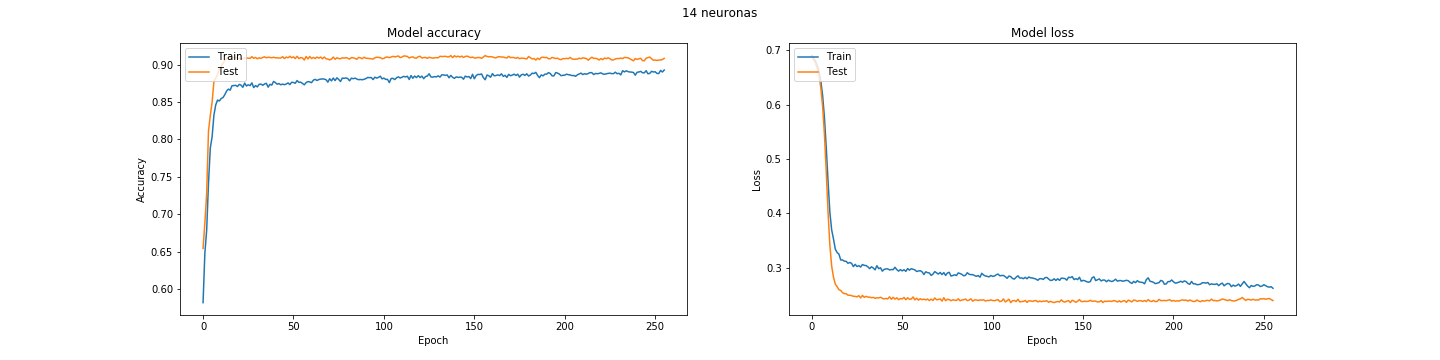 14 neuronas
Model accuracy
Train
Test
0.90
0.85
0.80
0.75
0.70
0.65
0.60
Accuracy
0 50 100 150 200 250
Epoch
Model loss
Train
Test
0.7
0.6
0.5
0.4
0.3
Loss
0 50 100 150 200 250
Epoch